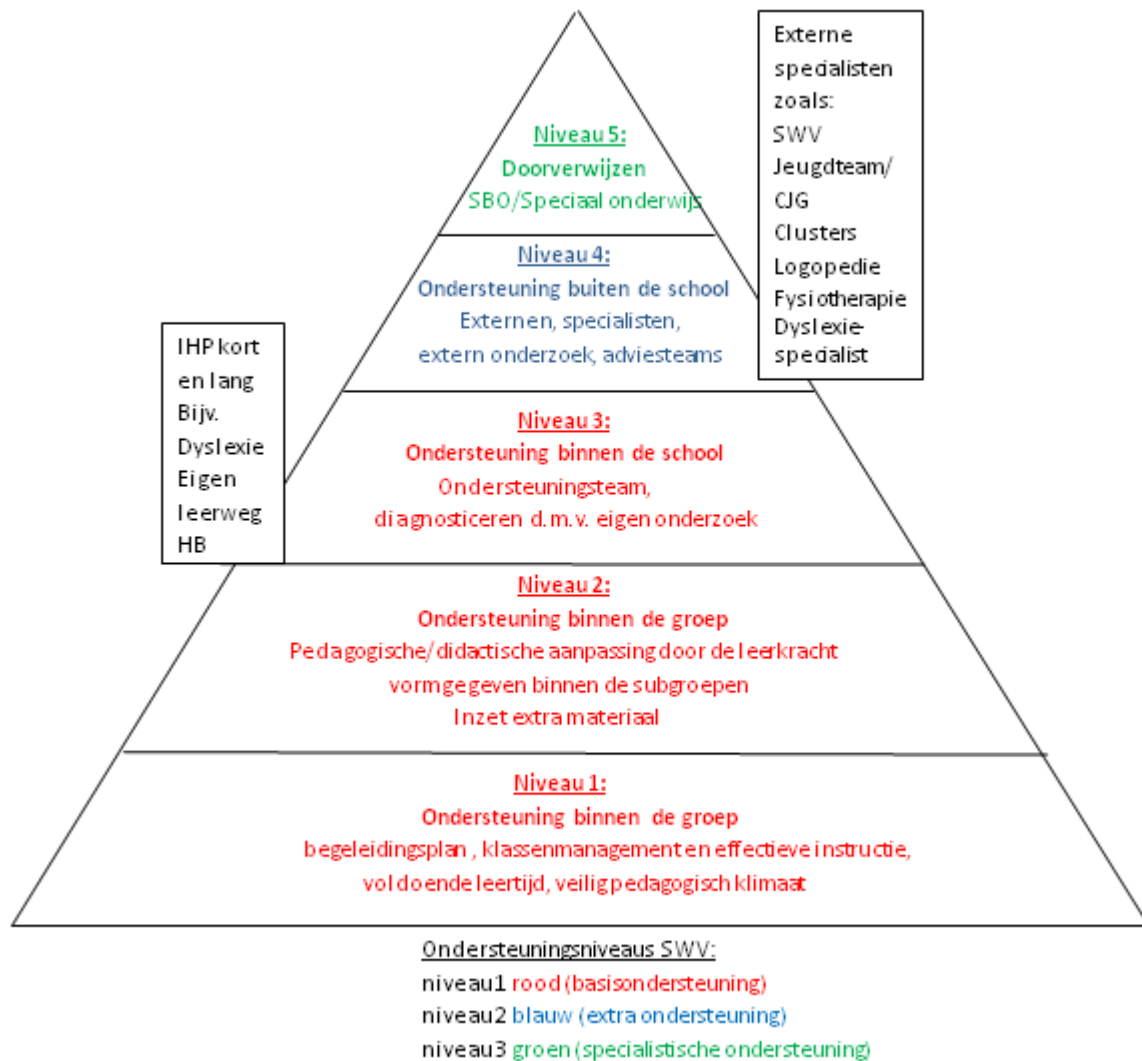 Niveau 5:
Doorverwijzen
SBO/Speciaal onderwijs
Niveau 4:
Ondersteuning buiten de school
Externen, specialisten,
extern onderzoek, adviesteams
Niveau 3:
Ondersteuning binnen de school
Ondersteuningsteam,
diagnosticeren d.m.v. eigen onderzoek
Niveau 2:
Ondersteuning binnen de groep
Pedagogische/didactische aanpassing door de leerkracht
vormgegeven binnen de subgroepen
Inzet extra materiaal
Niveau 1:
Ondersteuning binnen de groep
begeleidingsplan , klassenmanagement en effectieve instructie,
voldoende leertijd, veilig pedagogisch klimaat
Externe
specialisten
zoals:
SWV
Jeugdteam/
CJG
Clusters
Logopedie
Fysiotherapie
Dyslexie-
specialist
IHP kort
en lang
Bijv.
Dyslexie
Eigen
leerweg
HB
Ondersteuningsniveaus SWV:
niveau1 rood (basisondersteuning)
niveau2 blauw (extra ondersteuning)
niveau3 groen (specialistische ondersteuning)